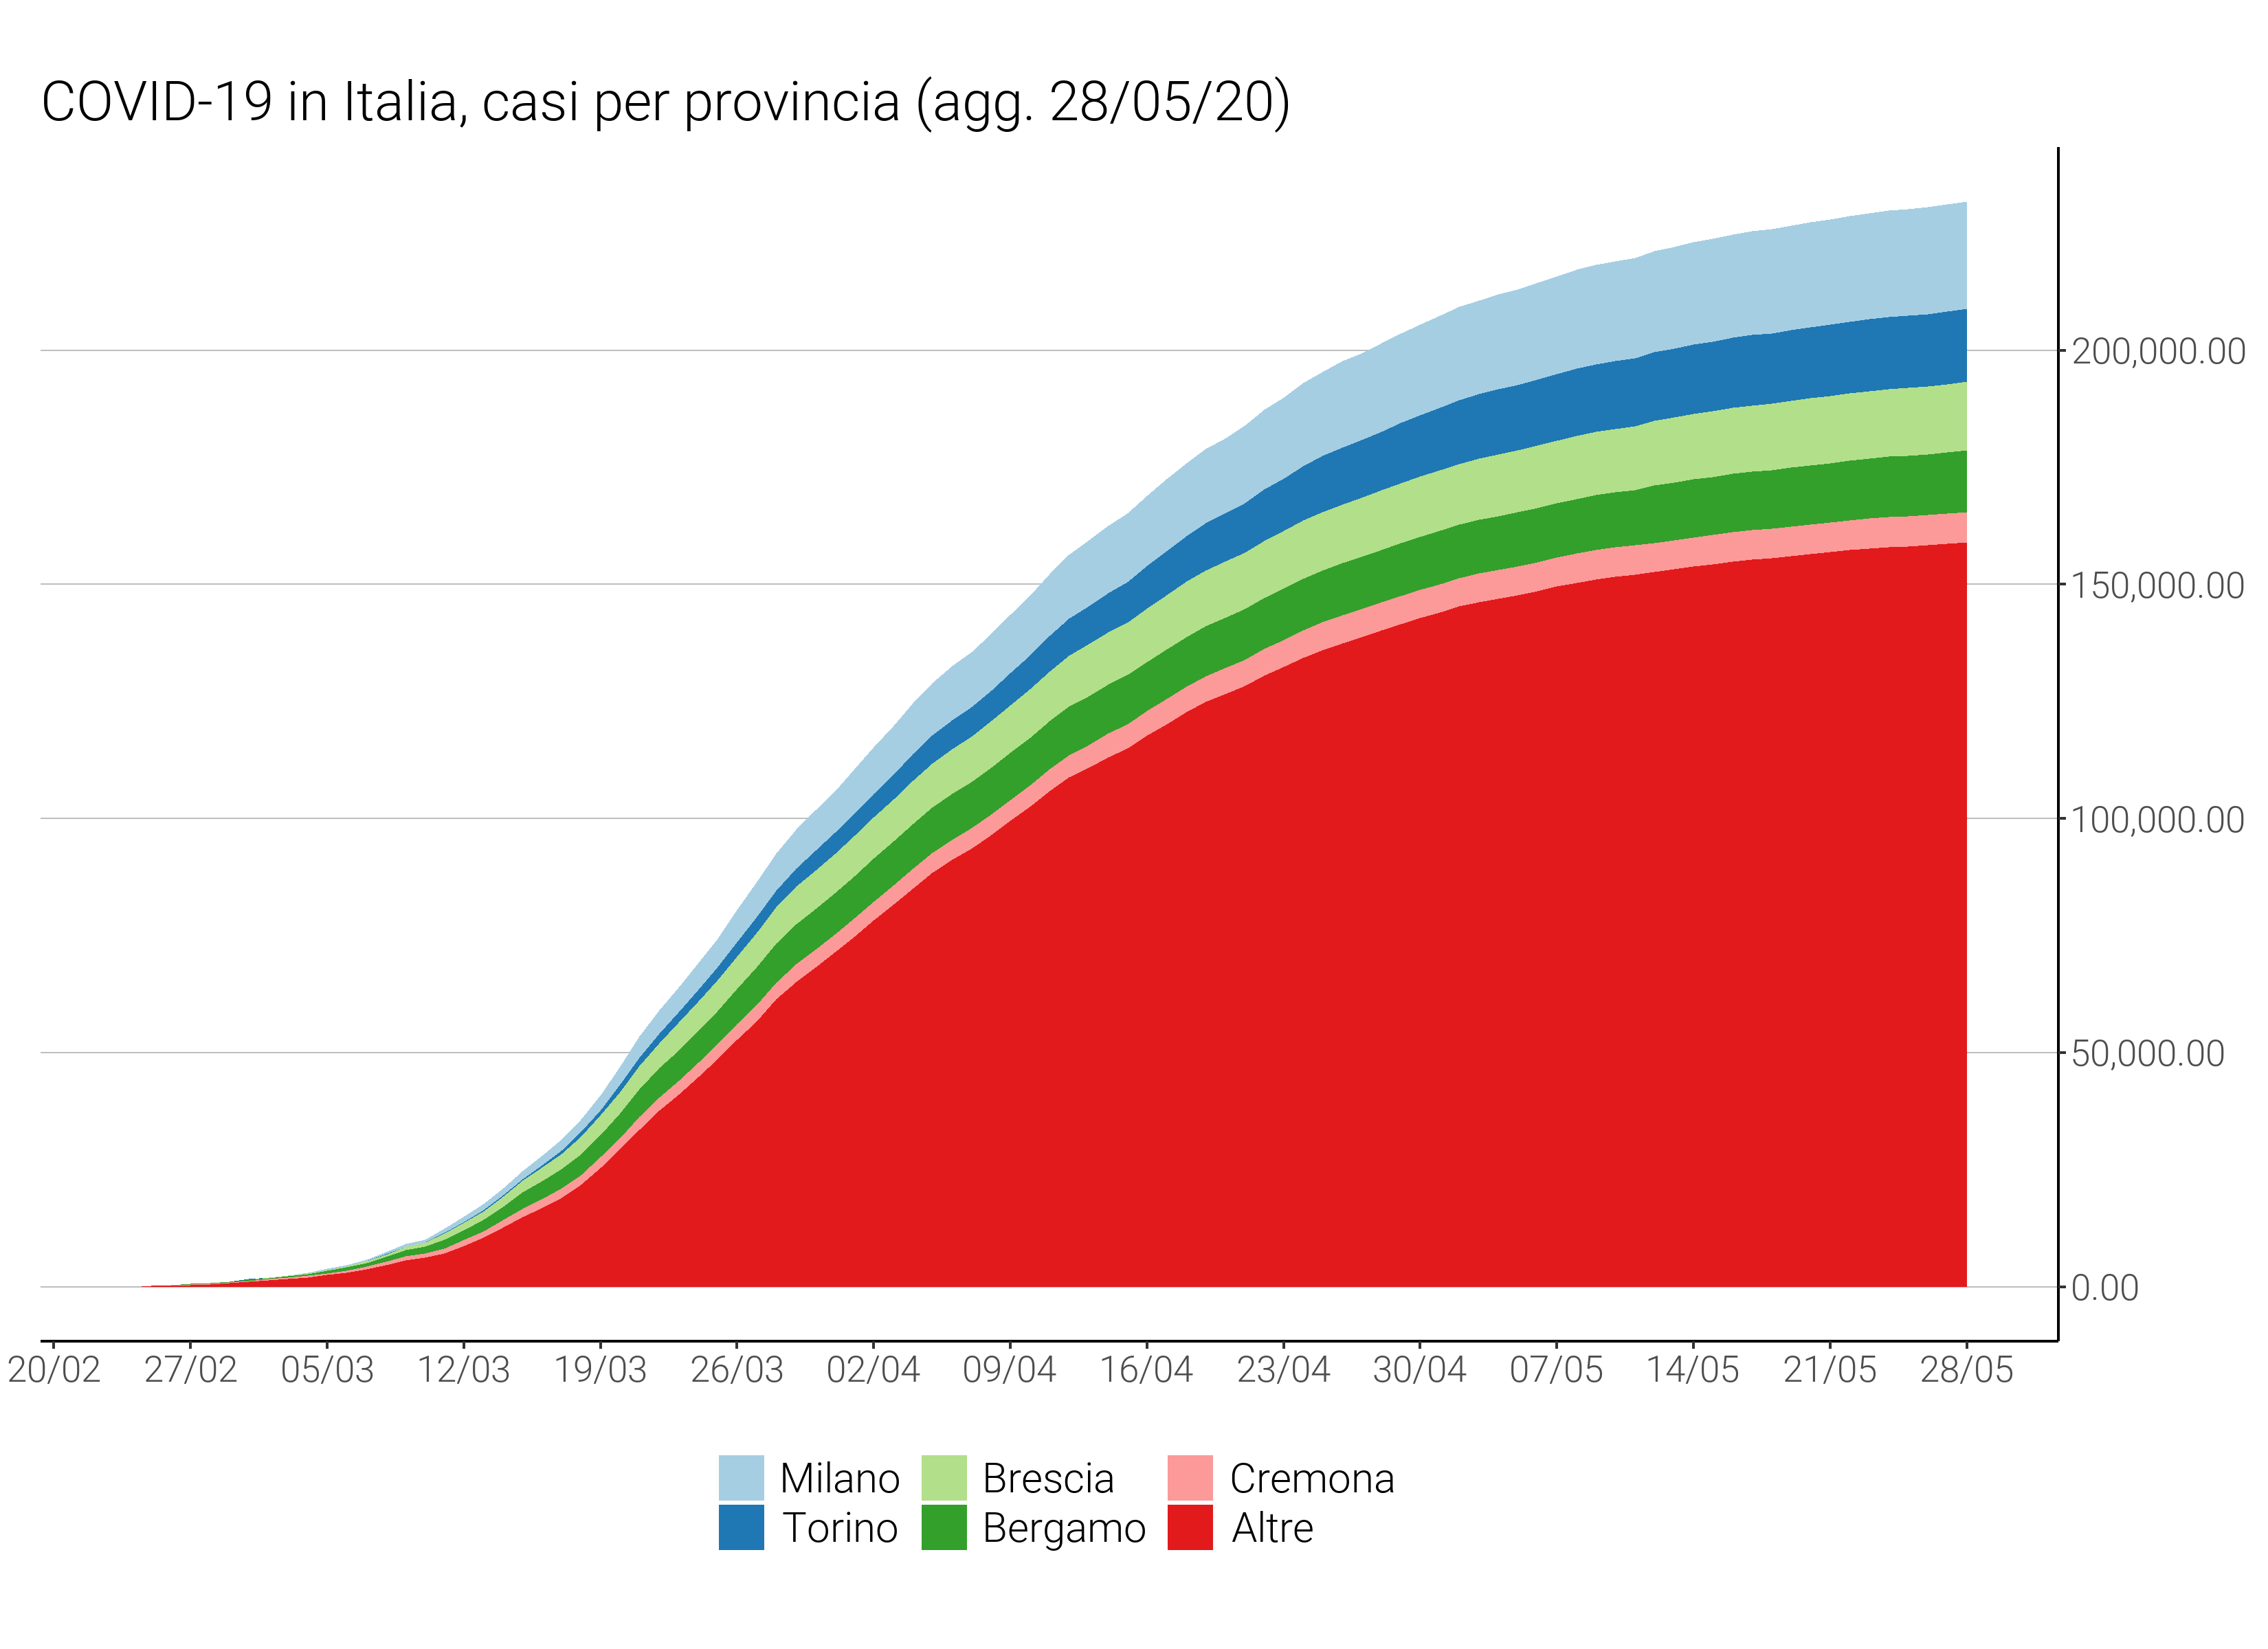 COVID-19 in Italia, casi per provincia (agg. 28/05/20)
200,000.00
150,000.00
100,000.00
50,000.00
0.00
20/02 27/02 05/03 12/03 19/03 26/03 02/04 09/04 16/04 23/04 30/04 07/05 14/05 21/05 28/05
Milano Brescia Cremona
Torino Bergamo Altre